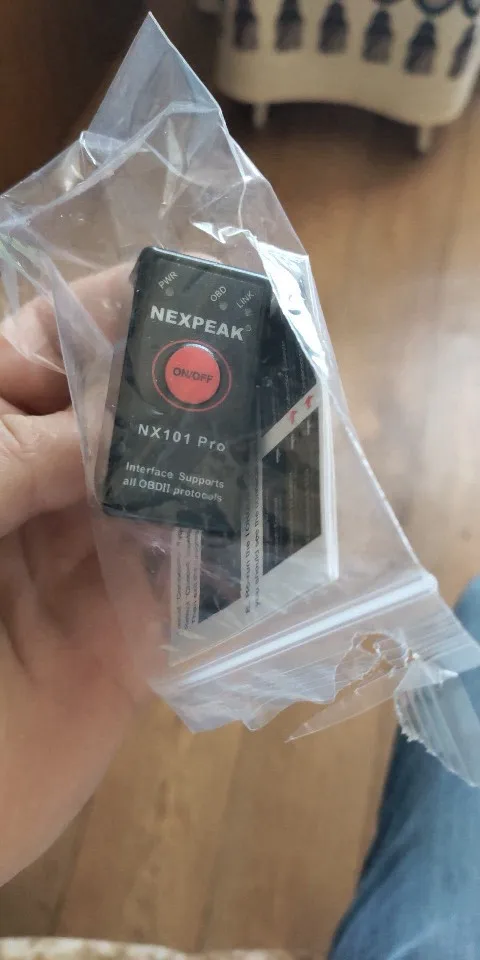 PWR
OBD
LINK
NEXPEAK
ON/OFF
NX101 Pro
Interface Supports
all OBDII protocols